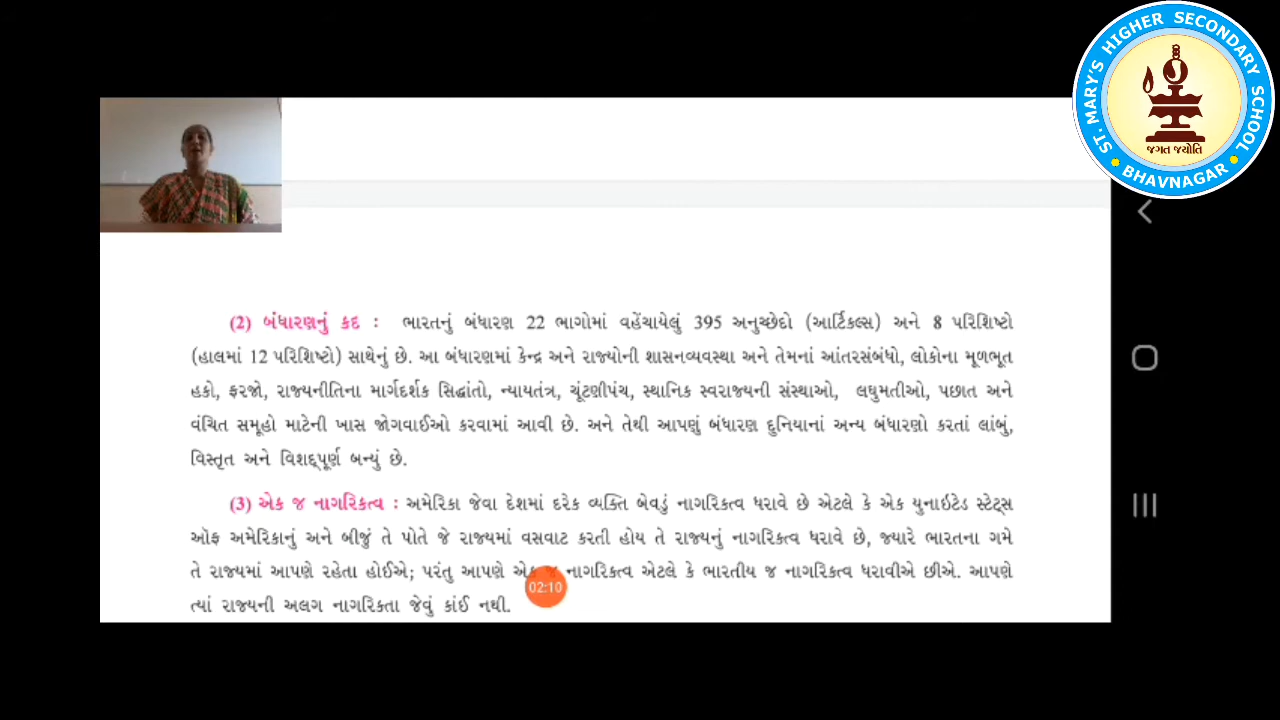 ST. MARY'S HIGHER SECONDARY SCHOOL
જગત જયોતિ
BHAVNAGAR
(2) બંધારણનું કદ : ભારતનું બંધારણ 22 ભાગોમાં વહેંચાયેલું 395 અનુચ્છેદો (આર્ટિકલ્સ) અને 8 પરિશિષ્ટો
(હાલમાં 12 પરિશિષ્ટો) સાથેનું છે. આ બંધારણમાં કેન્દ્ર અને રાજ્યોની શાસનવ્યવસ્થા અને તેમનાં આંતરસંબંધો, લોકોના મૂળભૂત
હકો, ફરજો, રાજ્યનીતિના માર્ગદર્શક સિદ્ધાંતો, ન્યાયતંત્ર, ચૂંટણીપંચ, સ્થાનિક સ્વરાજ્યની સંસ્થાઓ, લઘુમતીઓ, પછાત અને
વંચિત સમૂહો માટેની ખાસ જોગવાઈઓ કરવામાં આવી છે. અને તેથી આપણું બંધારણ દુનિયાનાં અન્ય બંધારણો કરતાં લાંબું,
વિસ્તૃત અને વિશદ્પૂર્ણ બન્યું છે.
(3) એક જ નાગરિકત્વ : અમેરિકા જેવા દેશમાં દરેક વ્યક્તિ બેવડું નાગરિકત્વ ધરાવે છે એટલે કે એક યુનાઇટેડ સ્ટેટ્સ
ઑફ અમેરિકાનું અને બીજું તે પોતે જે રાજ્યમાં વસવાટ કરતી હોય તે રાજ્યનું નાગરિકત્વ ધરાવે છે, જ્યારે ભારતના ગમે
તે રાજ્યમાં આપણે રહેતા હોઈએ; પરંતુ આપણે એક જ નાગરિકત્વ એટલે કે ભારતીય જ નાગરિકત્વ ધરાવીએ છીએ. આપણે
ત્યાં રાજ્યની અલગ નાગરિકતા જેવું કાંઈ નથી.
02:10